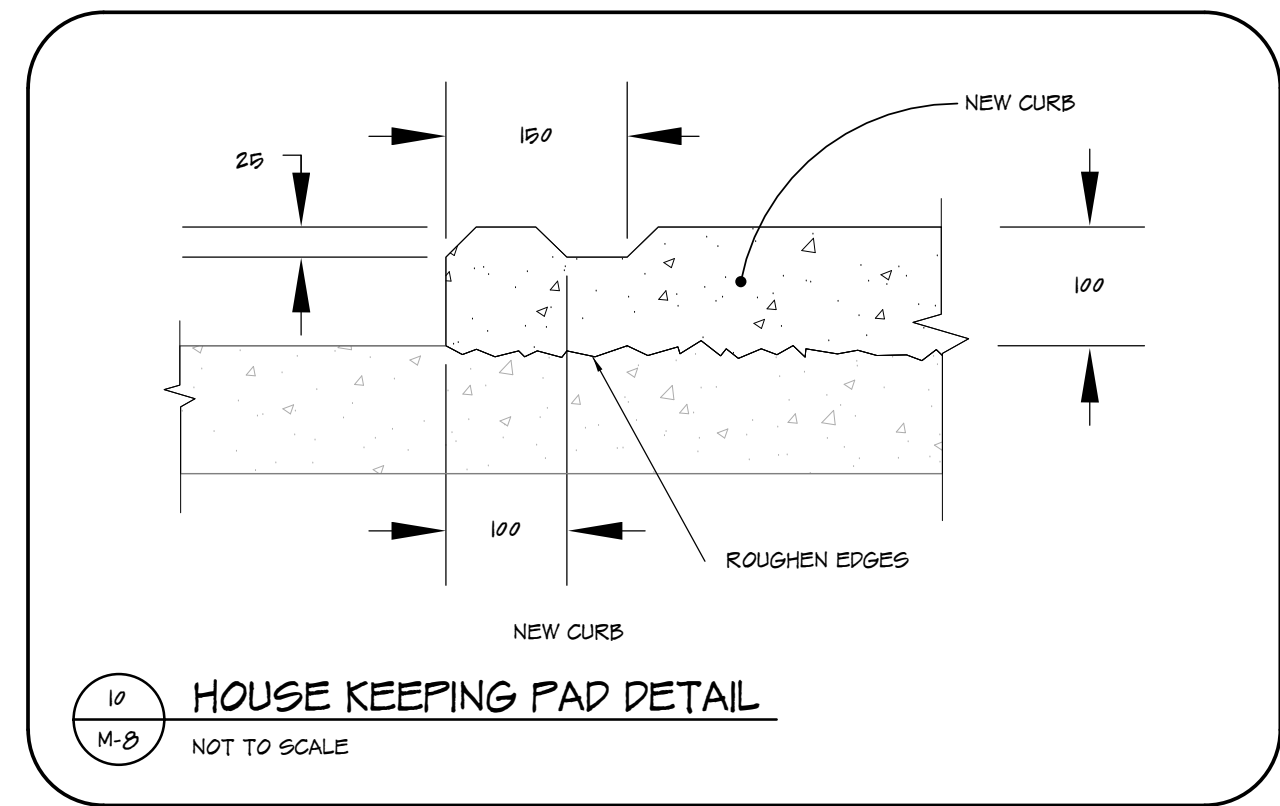 NEW CURB
150
25
100
100
ROUGHEN EDGES
NEW CURB
10
M-8
HOUSE KEEPING PAD DETAIL
NOT TO SCALE